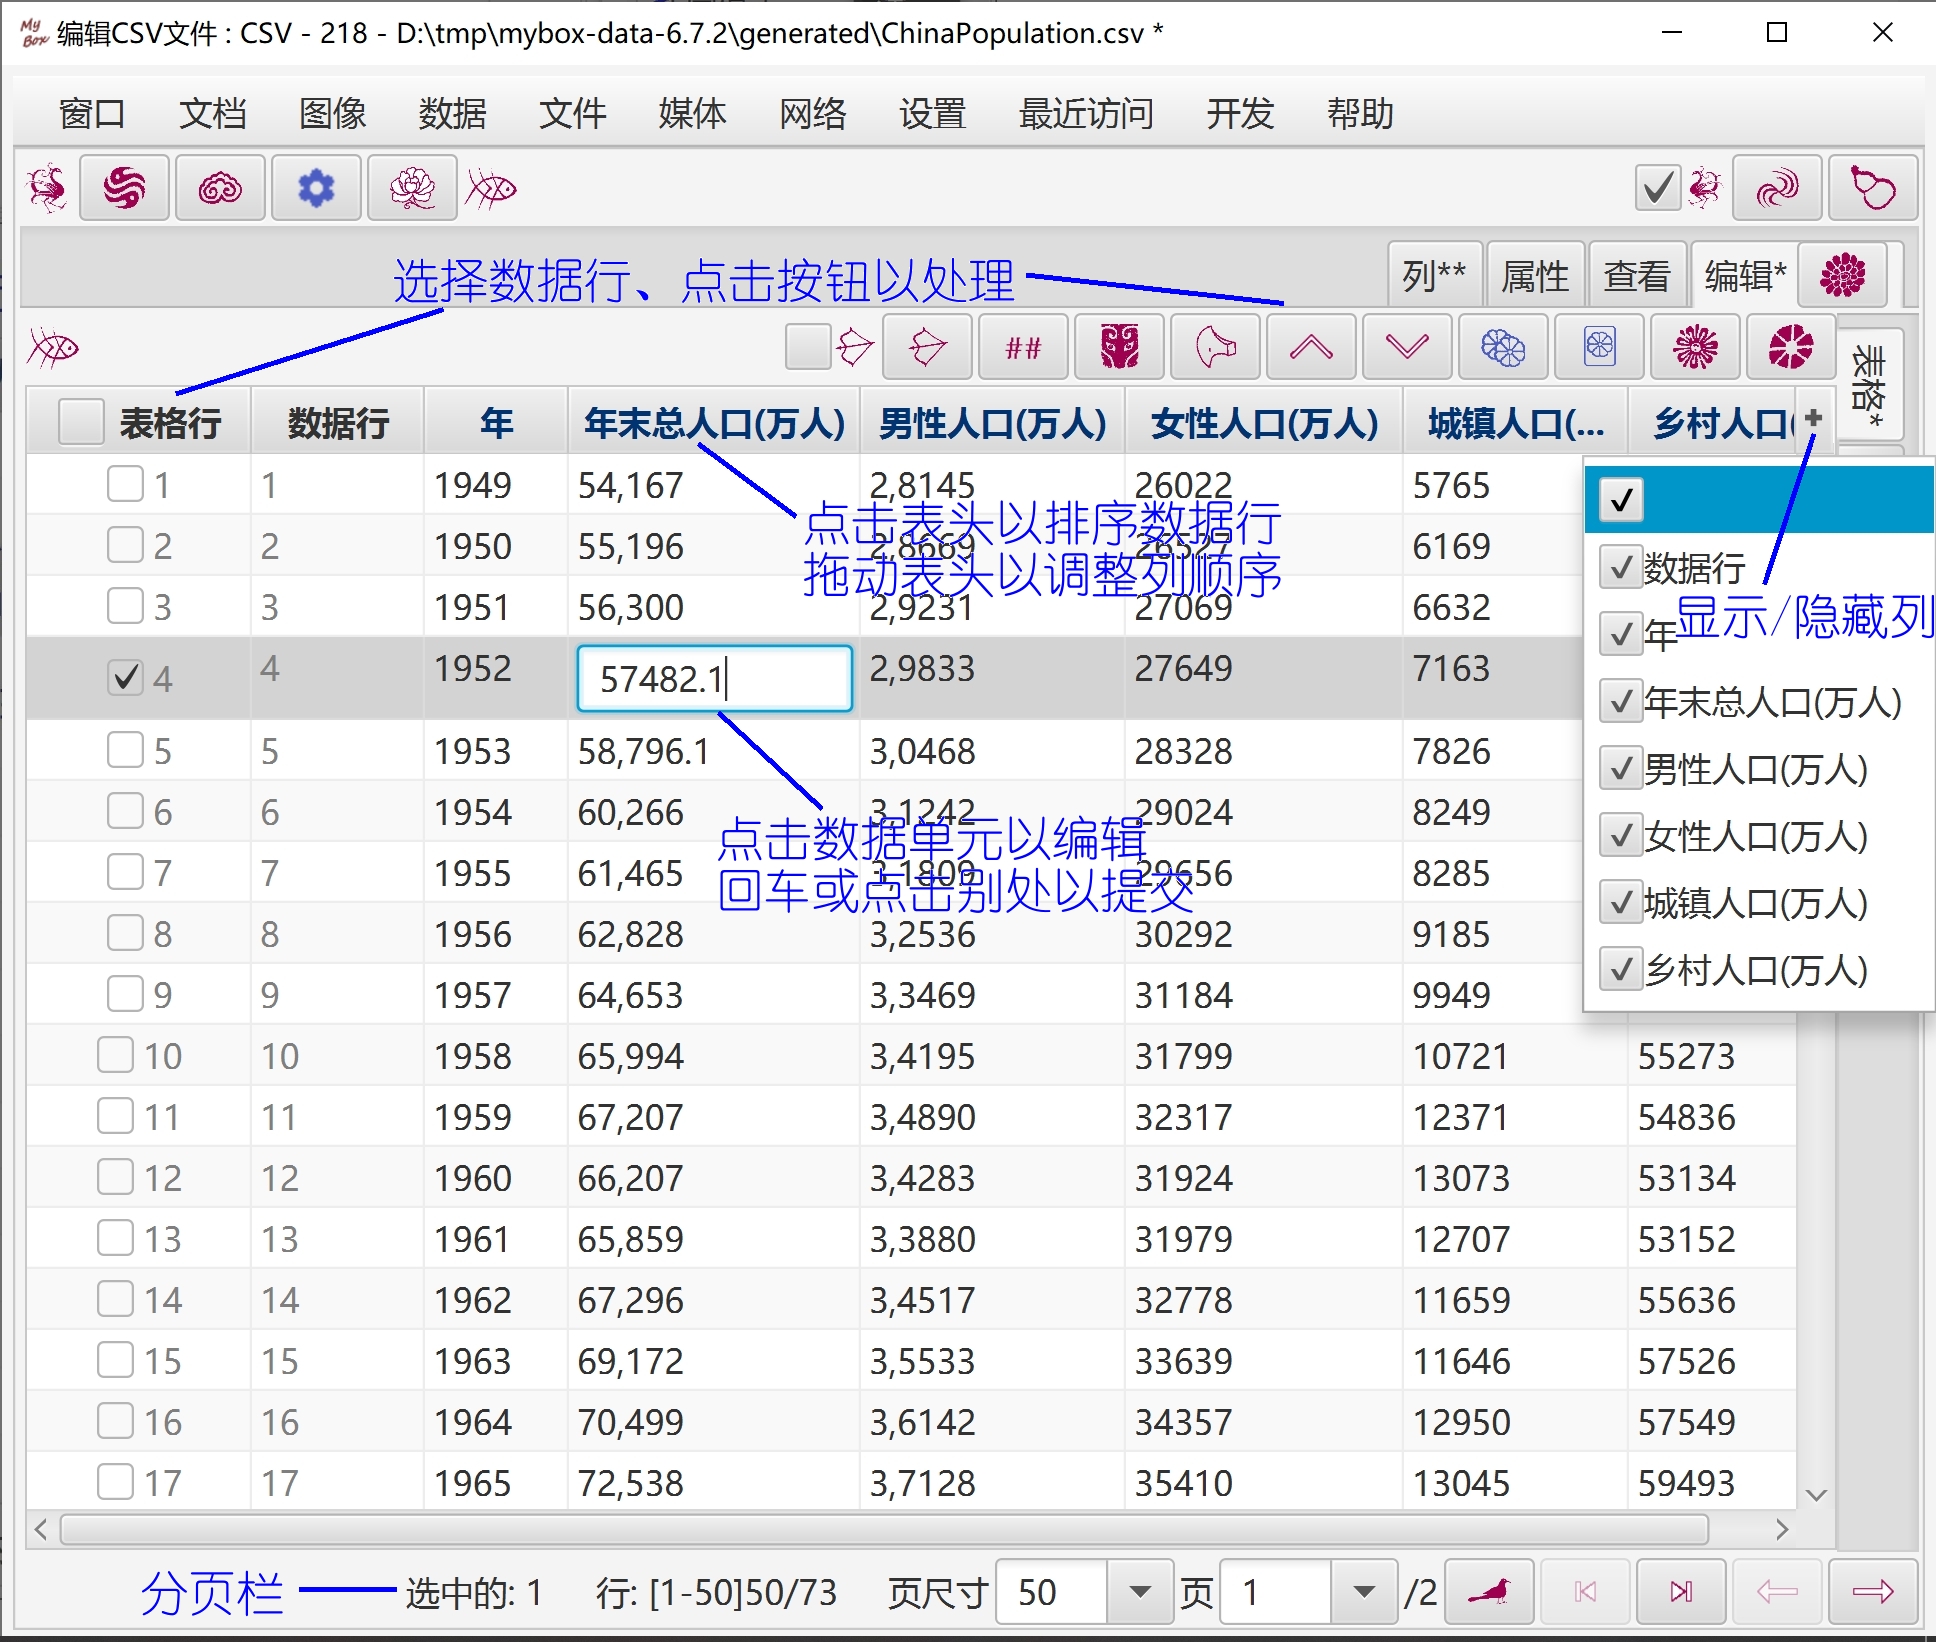 My Box 编辑CSV文件 : CSV - 218 - D:\tmp\mybox-data-6.7.2\generated\ChinaPopulation.csv *
窗口 文档 图像 数据 文件 媒体 网络 设置 最近访问 开发 帮助
选择数据行、点击按钮以处理
列** 属性 查看 编辑*
##
表格*
表格行 数据行 年 年末总人口(万人) 男性人口(万人) 女性人口(万人) 城镇人口(... 乡村人口(
1 1 1949 54,167 2,8145 26022 5765
点击表头以排序数据行
2 2 1950 55,196 2,8669 26527 6169
拖动表头以调整列顺序
3 3 1951 56,300 2,9231 27069 6632
4 4 1952 57482.1 2,9833 27649 7163
5 5 1953 58,796.1 3,0468 28328 7826
6 6 1954 60,266 3,1242 29024 8249
点击数据单元以编辑
7 7 1955 61,465 3,1809 29656 8285
回车或点击别处以提交
8 8 1956 62,828 3,2536 30292 9185
9 9 1957 64,653 3,3469 31184 9949
10 10 1958 65,994 3,4195 31799 10721 55273
11 11 1959 67,207 3,4890 32317 12371 54836
12 12 1960 66,207 3,4283 31924 13073 53134
13 13 1961 65,859 3,3880 31979 12707 53152
14 14 1962 67,296 3,4517 32778 11659 55636
15 15 1963 69,172 3,5533 33639 11646 57526
16 16 1964 70,499 3,6142 34357 12950 57549
17 17 1965 72,538 3,7128 35410 13045 59493
数据行
显示/隐藏列
年
年末总人口(万人)
男性人口(万人)
女性人口(万人)
城镇人口(万人)
乡村人口(万人)
分页栏 选中的: 1 行: [1-50]50/73 页尺寸 50 页 1 /2